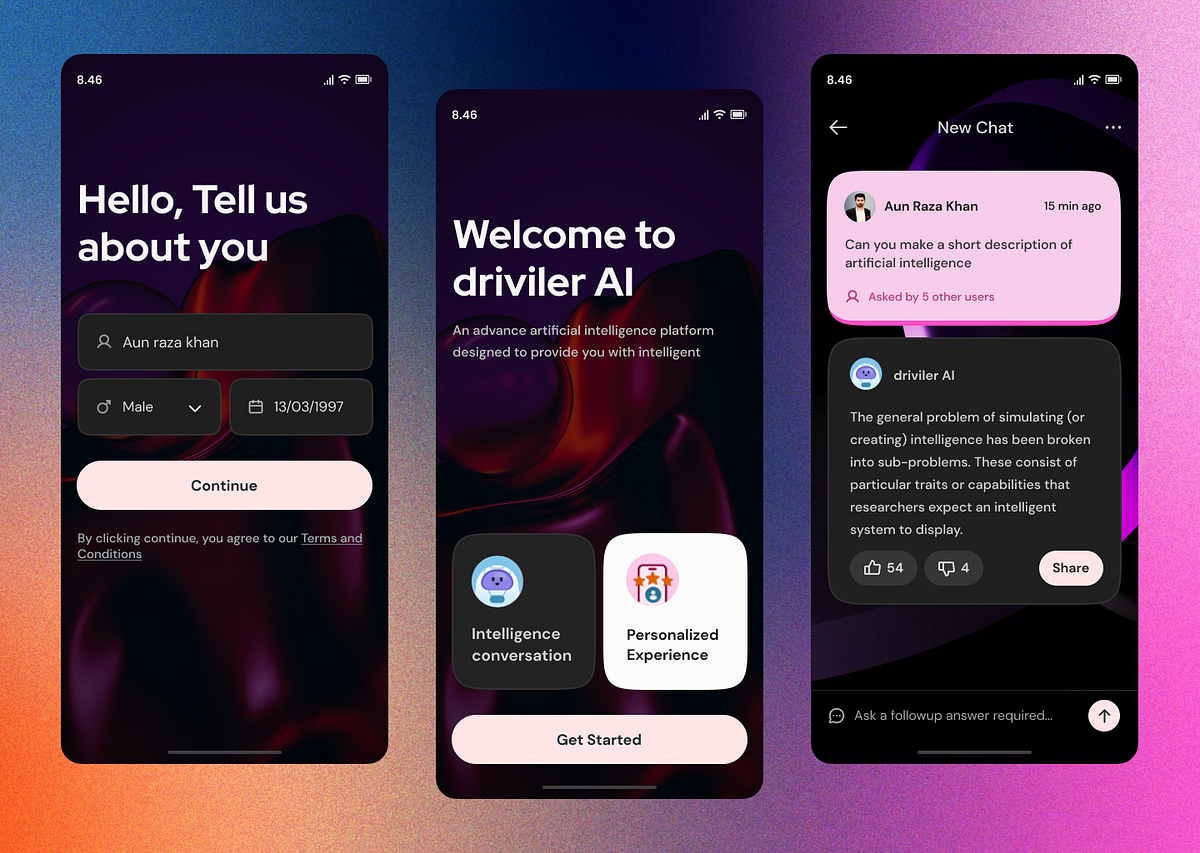 8.46
Hello, Tell us
about you
Aun raza khan
Male
13/03/1997
Continue
By clicking continue, you agree to our Terms and
Conditions
8.46
Welcome to
driviler AI
An advance artificial intelligence platform
designed to provide you with intelligent
Intelligence
conversation
Personalized
Experience
Get Started
8.46
New Chat
Aun Raza Khan
15 min ago
Can you make a short description of
artificial intelligence
Asked by 5 other users
driviler AI
The general problem of simulating (or
creating) intelligence has been broken
into sub-problems. These consist of
particular traits or capabilities that
researchers expect an intelligent
system to display.
54
4
Share
Ask a followup answer required...